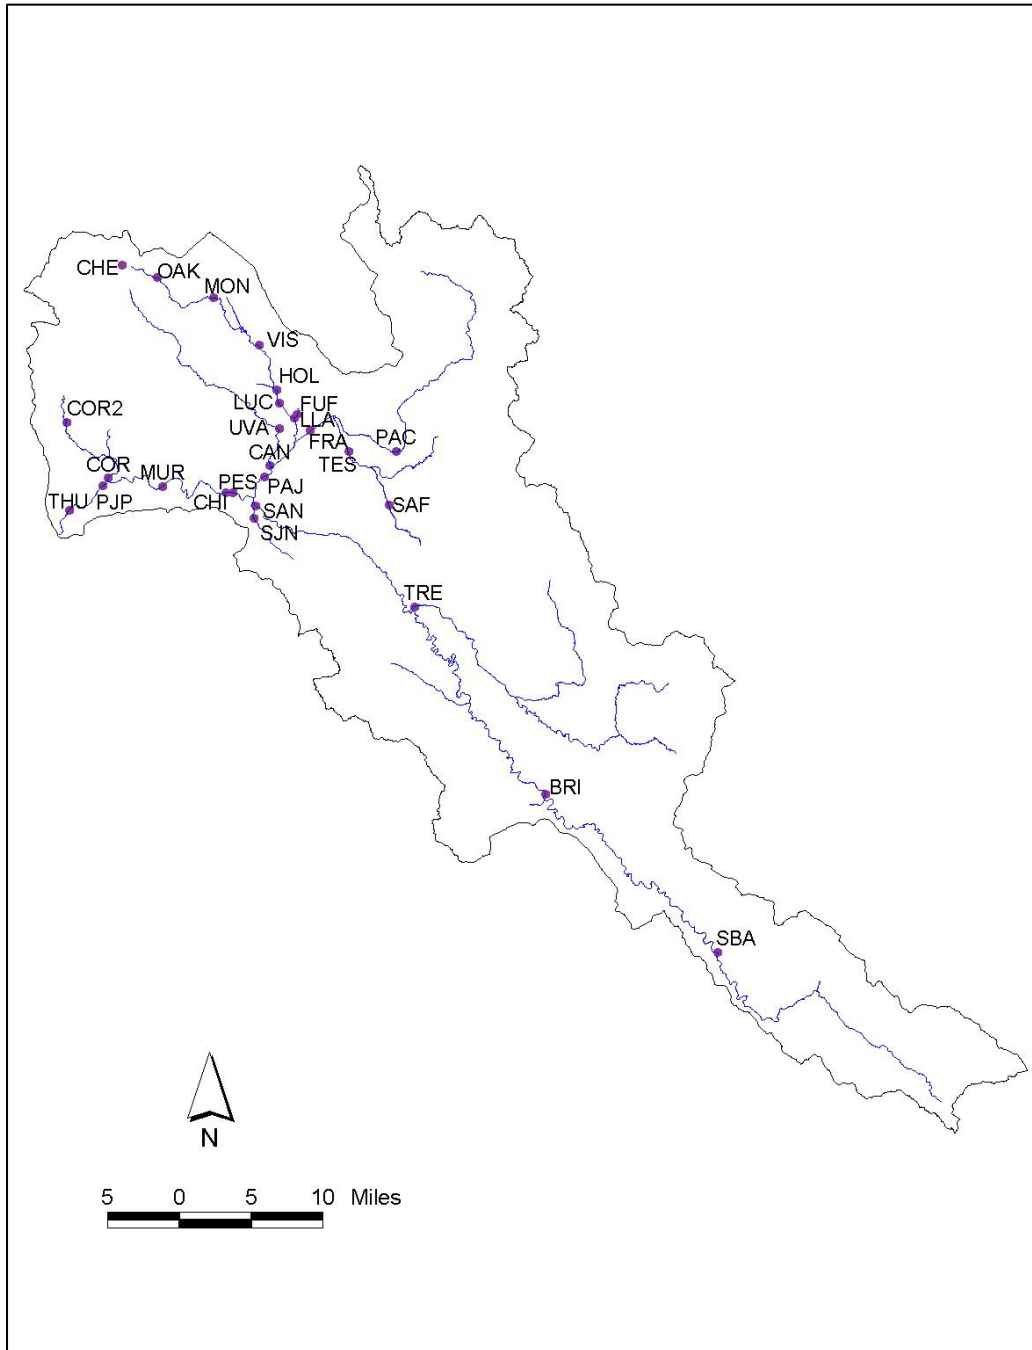 CHE
OAK
MON
VIS
HOL
LUC
FUF
COR2
LLA
UVA
FRA
PAC
CAN
TES
COR
MUR
PES
PAJ
THU
PJP
CHI
SAN
SAF
SJN
TRE
BRI
SBA
N
5 0 5 10 Miles